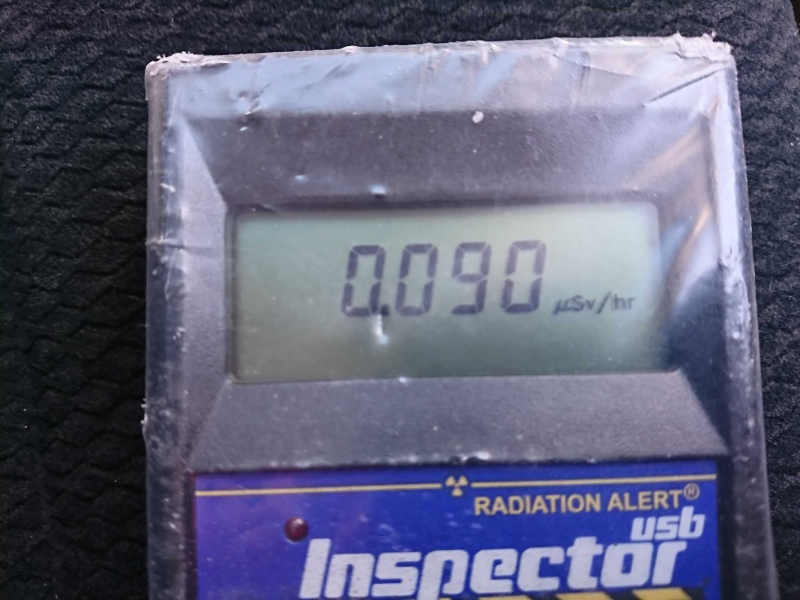 0.090 µSv/hr
RADIATION ALERT®
usb
Inspector